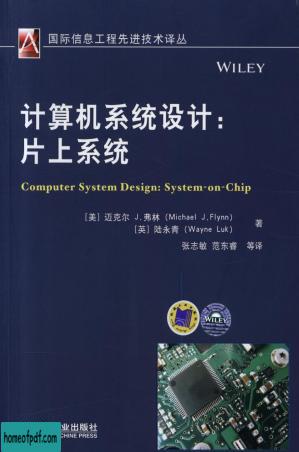 国际信息工程先进技术译丛
WILEY
计算机系统设计：
片上系统
Computer System Design: System-on-Chip
[美] 迈克尔 J.弗林 (Michael J.Flynn)
[英] 陆永青 (Wayne Luk)
著
张志敏 范东睿 等译
WILEY
业出版社
CHINE PRESS
homeofpdf.com